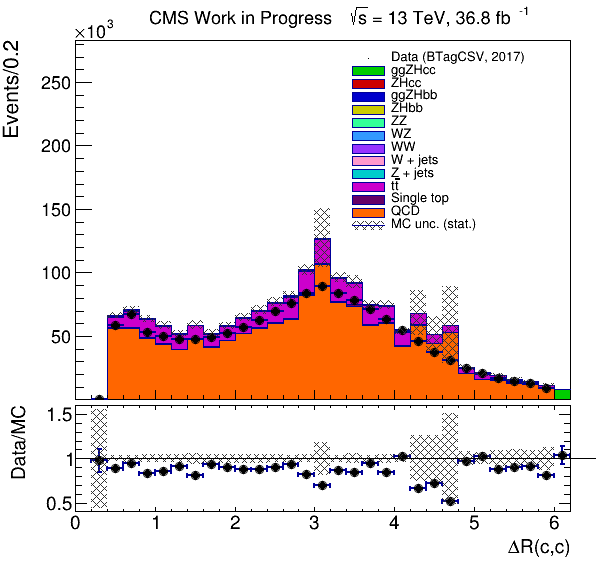 CMS Work in Progress √s = 13 TeV, 36.8 fb⁻¹
×10³
Events/0.2
250
200
150
100
50
Data (BTagCSV, 2017)
ggZHcc
ZHcc
ggZHbb
ZHbb
ZZ
WZ
WW
W + jets
Z + jets
tt̄
Single top
QCD
MC unc. (stat.)
Data/MC
1.5
1
0.5
0 1 2 3 4 5 6
ΔR(c,c)